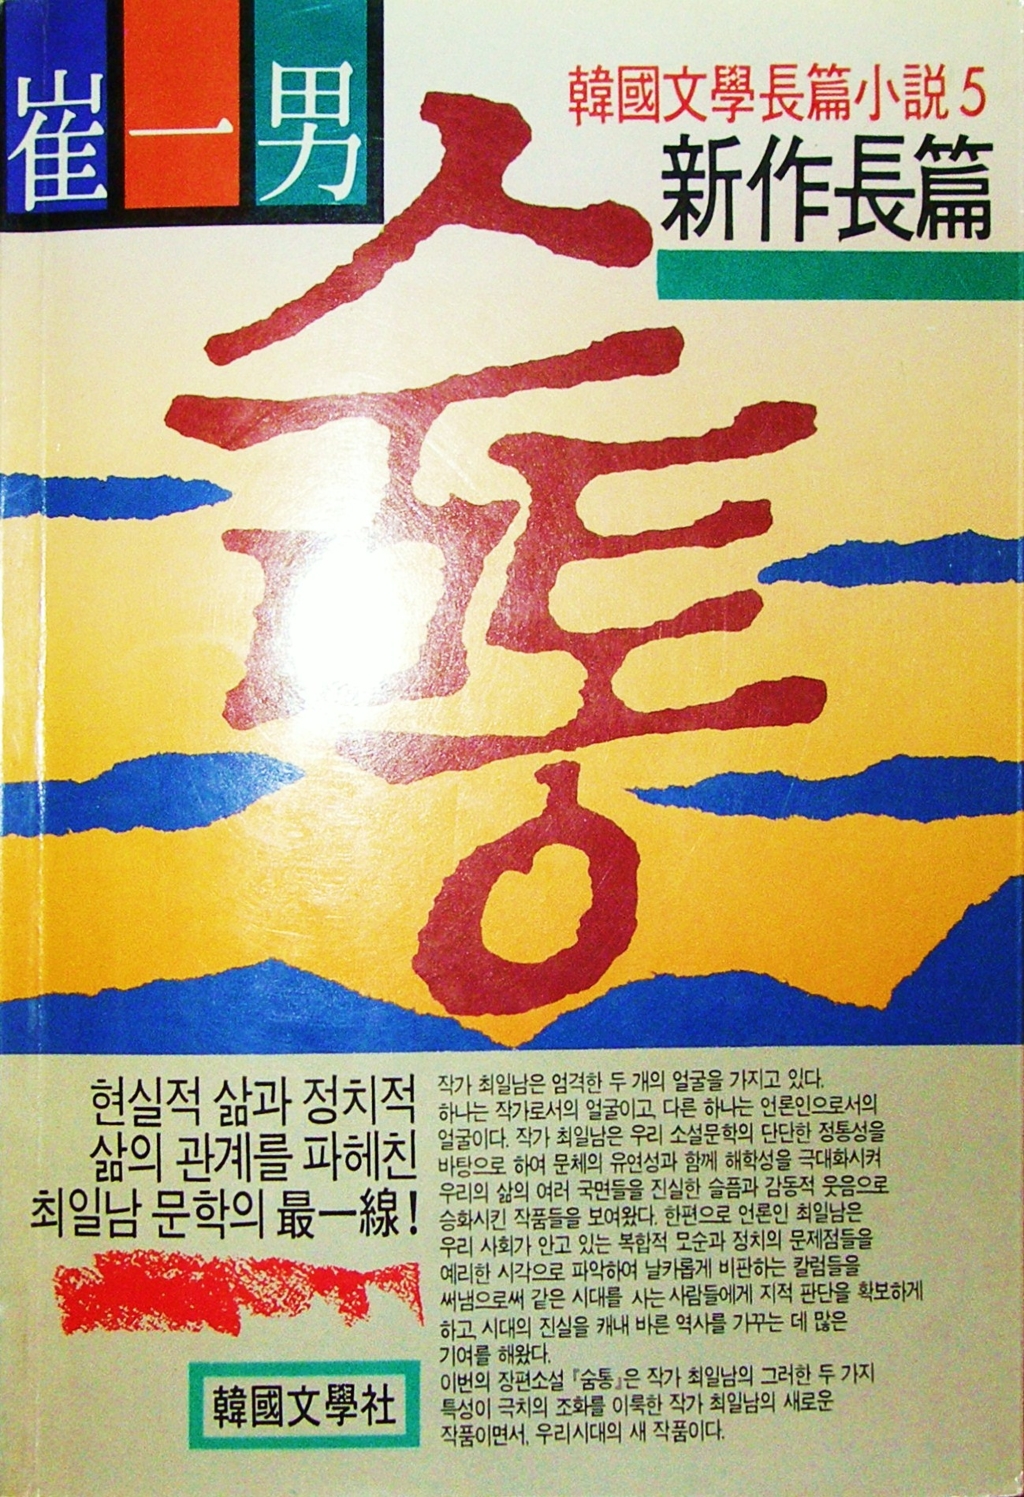 崔一男
韓國文學長篇小説 5
新作長篇
숨통
현실적 삶과 정치적
삶의 관계를 파헤친
최일남 문학의 最一線!
韓國文學社
작가 최일남은 엄격한 두 개의 얼굴을 가지고 있다.
하나는 작가로서의 얼굴이고, 다른 하나는 언론인으로서의
얼굴이다. 작가 최일남은 우리 소설문학의 단단한 정통성을
바탕으로 하여 문체의 유연성과 함께 해학성을 극대화시켜
우리의 삶의 여러 국면들을 진실한 슬픔과 감동적 웃음으로
승화시킨 작품들을 보여왔다. 한편으로 언론인 최일남은
우리 사회가 안고 있는 복합적 모순과 정치의 문제점들을
예리한 시각으로 파악하여 날카롭게 비판하는 칼럼들을
써냄으로써 같은 시대를 사는 사람들에게 지적 판단을 확보하게
하고, 시대의 진실을 캐내 바른 역사를 가꾸는 데 많은
기여를 해왔다.
이번의 장편소설 『숨통』은 작가 최일남의 그러한 두 가지
특성이 극치의 조화를 이룩한 작가 최일남의 새로운
작품이면서, 우리시대의 새 작품이다.